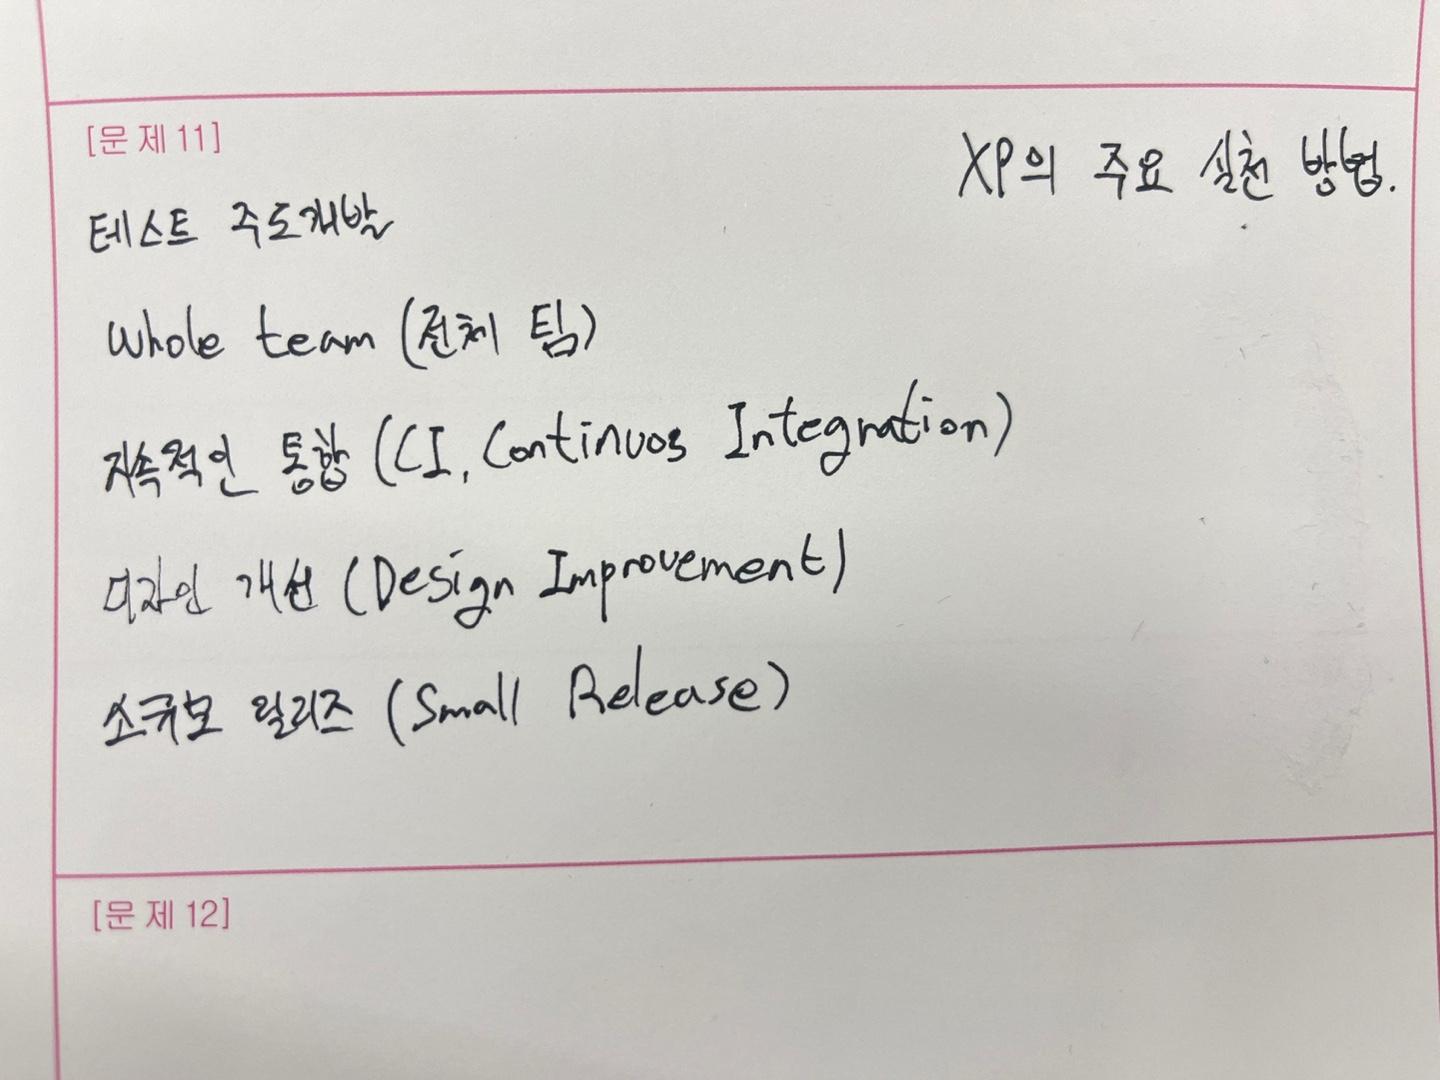 [문제 11]
XP의 주요 실천 방법.
테스트 주도개발
Whole team (전체 팀)
지속적인 통합 (CI, Continuos Integration)
디자인 개선 (Design Improvement)
소규모 릴리즈 (Small Release)
[문제 12]